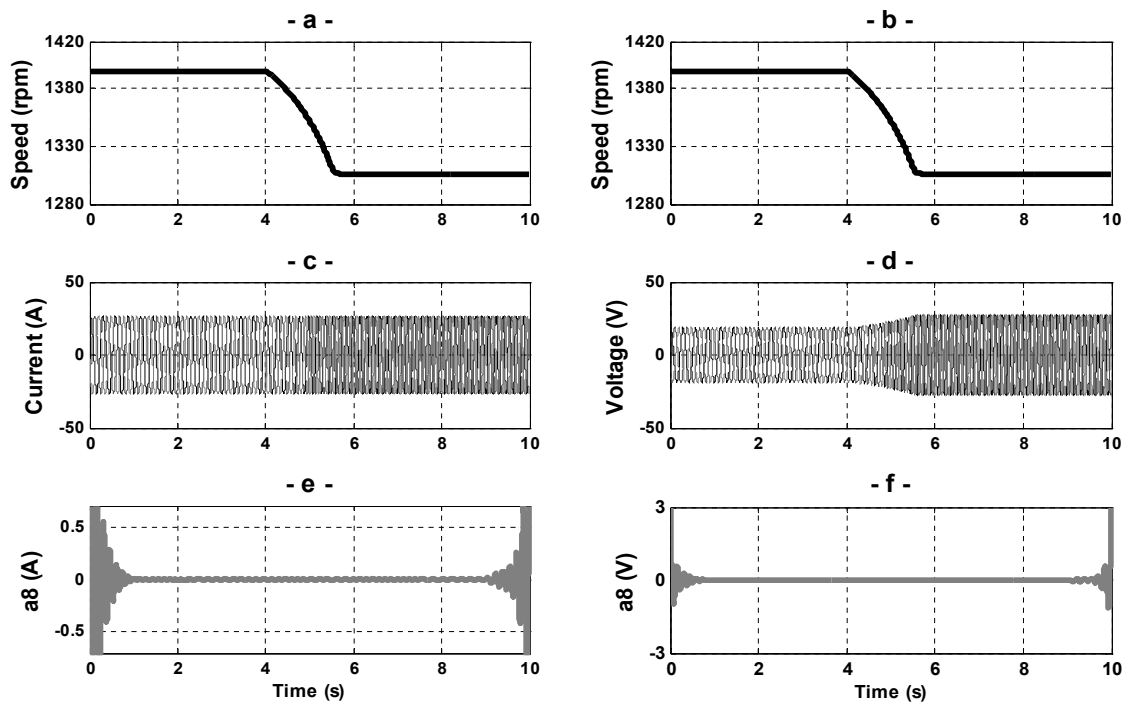 - a -
1420
1380
1330
1280
Speed (rpm)
0 2 4 6 8 10
- b -
1420
1380
1330
1280
Speed (rpm)
0 2 4 6 8 10
- c -
50
0
-50
Current (A)
0 2 4 6 8 10
- d -
50
0
-50
Voltage (V)
0 2 4 6 8 10
- e -
0.5
0
-0.5
a8 (A)
0 2 4 6 8 10
Time (s)
- f -
3
0
-3
a8 (V)
0 2 4 6 8 10
Time (s)